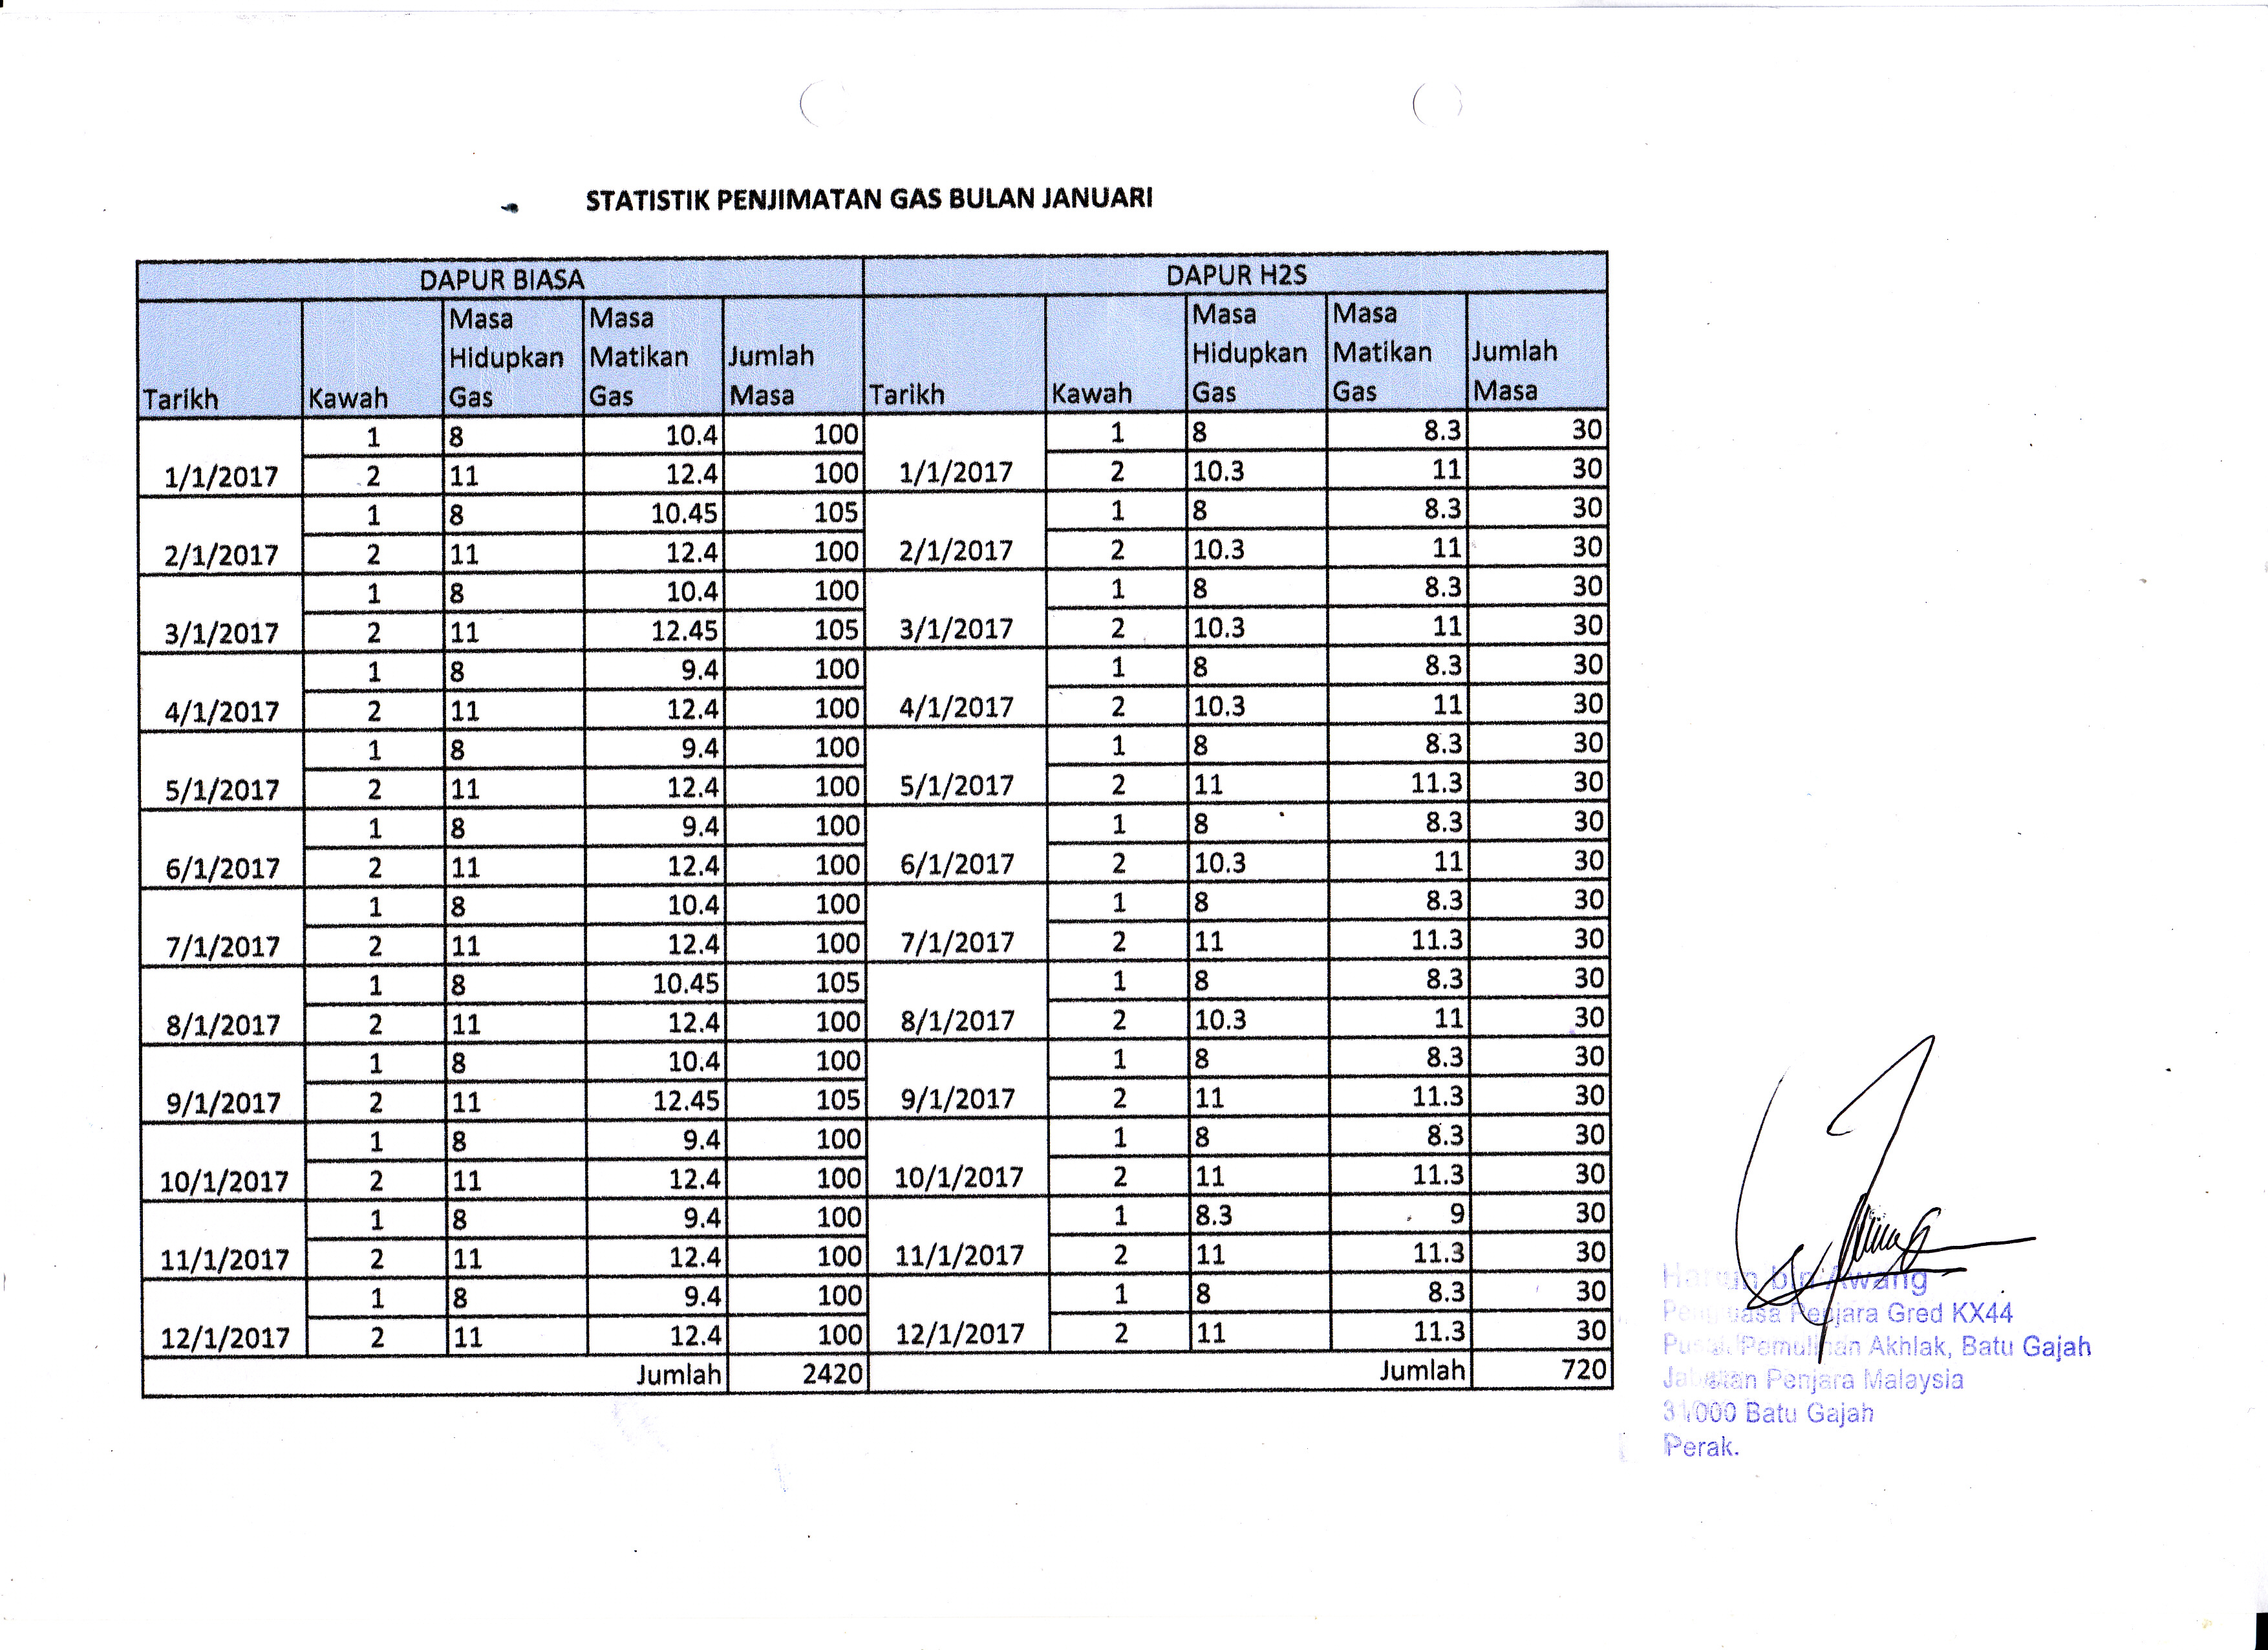 STATISTIK PENJIMATAN GAS BULAN JANUARI
DAPUR BIASA DAPUR H2S
Tarikh Kawah Masa Hidupkan Gas Masa Matikan Gas Jumlah Masa Tarikh Kawah Masa Hidupkan Gas Masa Matikan Gas Jumlah Masa
1/1/2017 1 8 10.4 100 1/1/2017 1 8 8.3 30
2 11 12.4 100 2 10.3 11 30
2/1/2017 1 8 10.45 105 2/1/2017 1 8 8.3 30
2 11 12.4 100 2 10.3 11 30
3/1/2017 1 8 10.4 100 3/1/2017 1 8 8.3 30
2 11 12.45 105 2 10.3 11 30
4/1/2017 1 8 9.4 100 4/1/2017 1 8 8.3 30
2 11 12.4 100 2 10.3 11 30
5/1/2017 1 8 9.4 100 5/1/2017 1 8 8.3 30
2 11 12.4 100 2 11 11.3 30
6/1/2017 1 8 9.4 100 6/1/2017 1 8 8.3 30
2 11 12.4 100 2 10.3 11 30
7/1/2017 1 8 10.4 100 7/1/2017 1 8 8.3 30
2 11 12.4 100 2 11 11.3 30
8/1/2017 1 8 10.45 105 8/1/2017 1 8 8.3 30
2 11 12.4 100 2 10.3 11 30
9/1/2017 1 8 10.4 100 9/1/2017 1 8 8.3 30
2 11 12.45 105 2 11 11.3 30
10/1/2017 1 8 9.4 100 10/1/2017 1 8 8.3 30
2 11 12.4 100 2 11 11.3 30
11/1/2017 1 8 9.4 100 11/1/2017 1 8.3 9 30
2 11 12.4 100 2 11 11.3 30
12/1/2017 1 8 9.4 100 12/1/2017 1 8 8.3 30
2 11 12.4 100 2 11 11.3 30
Jumlah 2420 Jumlah 720
bin Awang
Penguasa Penjara Gred KX44
Pusat Pemulihan Akhlak, Batu Gajah
Jabatan Penjara Malaysia
31000 Batu Gajah
Perak.